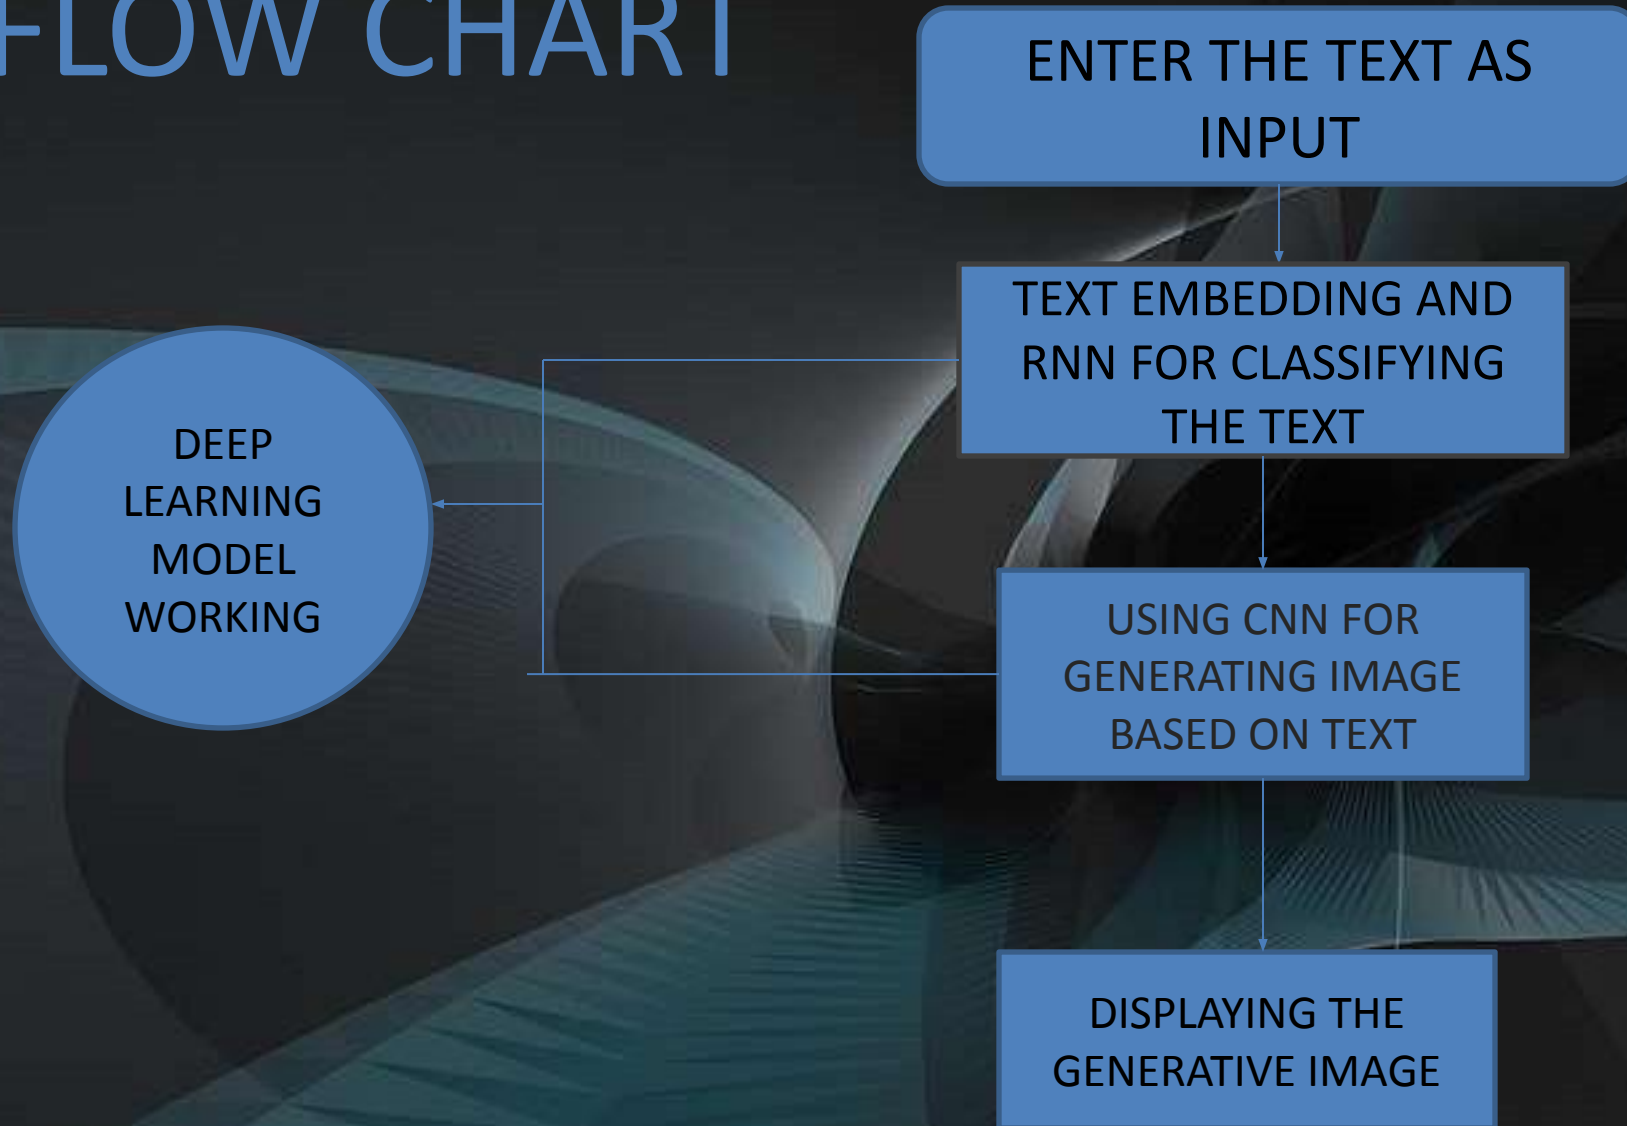 FLOW CHART
ENTER THE TEXT AS
INPUT
TEXT EMBEDDING AND
RNN FOR CLASSIFYING
THE TEXT
DEEP
LEARNING
MODEL
WORKING
USING CNN FOR
GENERATING IMAGE
BASED ON TEXT
DISPLAYING THE
GENERATIVE IMAGE